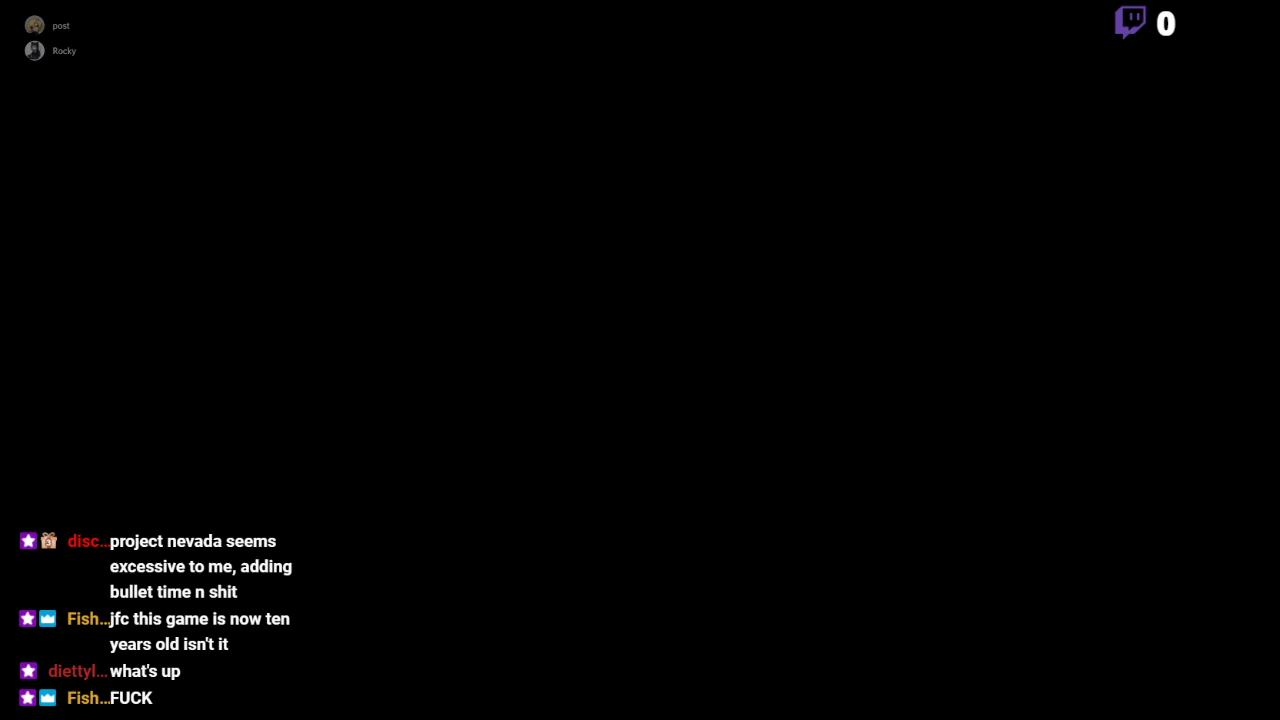 post
Rocky
0
disc...project nevada seems
excessive to me, adding
bullet time n shit
Fish...jfc this game is now ten
years old isn't it
diettyl...what's up
Fish...FUCK